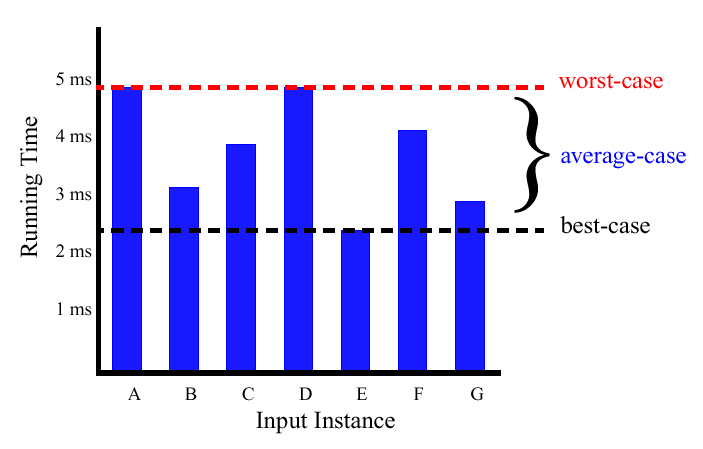 5 ms
4 ms
3 ms
2 ms
1 ms
Running Time
worst-case
average-case
best-case
A B C D E F G
Input Instance